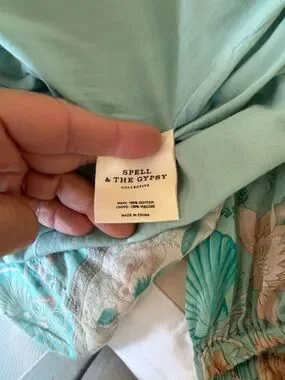 SPELL
& THE GYPSY
COLLECTIVE
MAIN: 100% COTTON
LINING: 100% VISCOSE
MADE IN CHINA